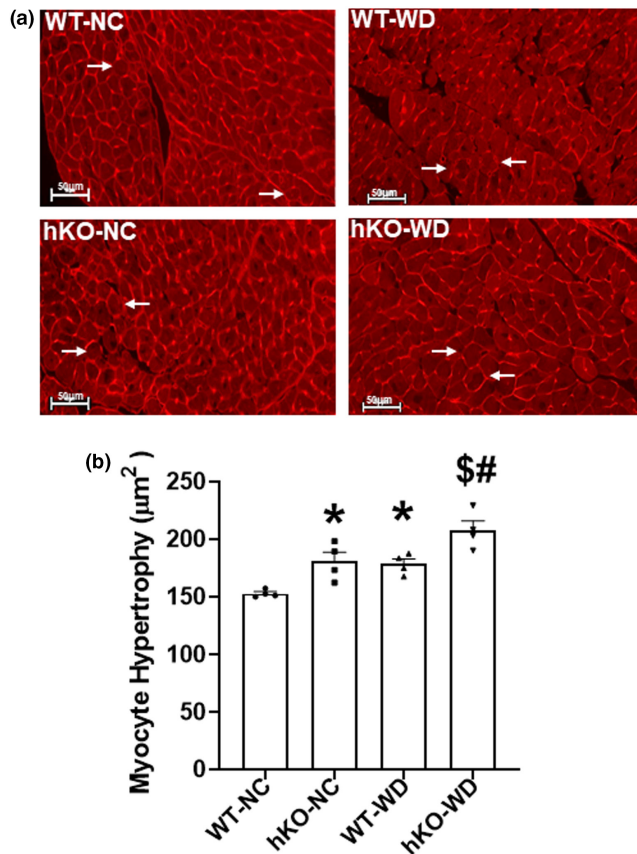 (a)
WT-NC
WT-WD
50µm
50µm
hKO-NC
hKO-WD
50µm
50µm
(b)
Myocyte Hypertrophy (µm²)
250
200
150
100
50
0
*
*
$#
WT-NC
hKO-NC
WT-WD
hKO-WD